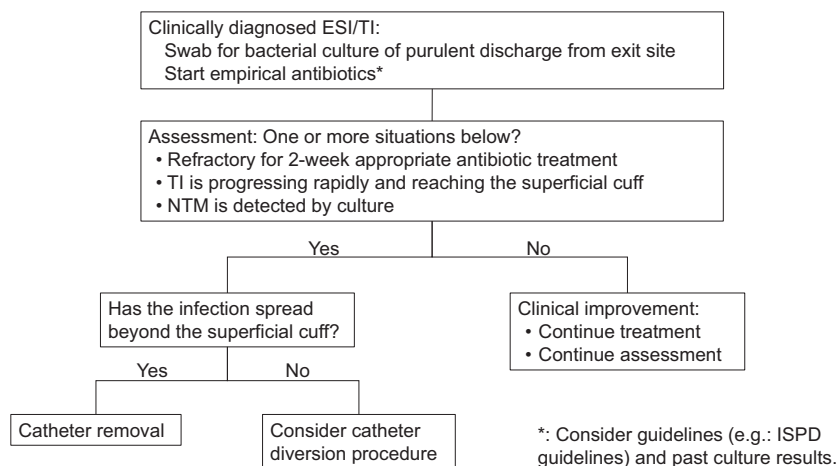 Clinically diagnosed ESI/TI:
Swab for bacterial culture of purulent discharge from exit site
Start empirical antibiotics*
Assessment: One or more situations below?
• Refractory for 2-week appropriate antibiotic treatment
• TI is progressing rapidly and reaching the superficial cuff
• NTM is detected by culture
Yes
No
Has the infection spread
beyond the superficial cuff?
Clinical improvement:
• Continue treatment
• Continue assessment
Yes
No
Catheter removal
Consider catheter
diversion procedure
*: Consider guidelines (e.g.: ISPD
guidelines) and past culture results.